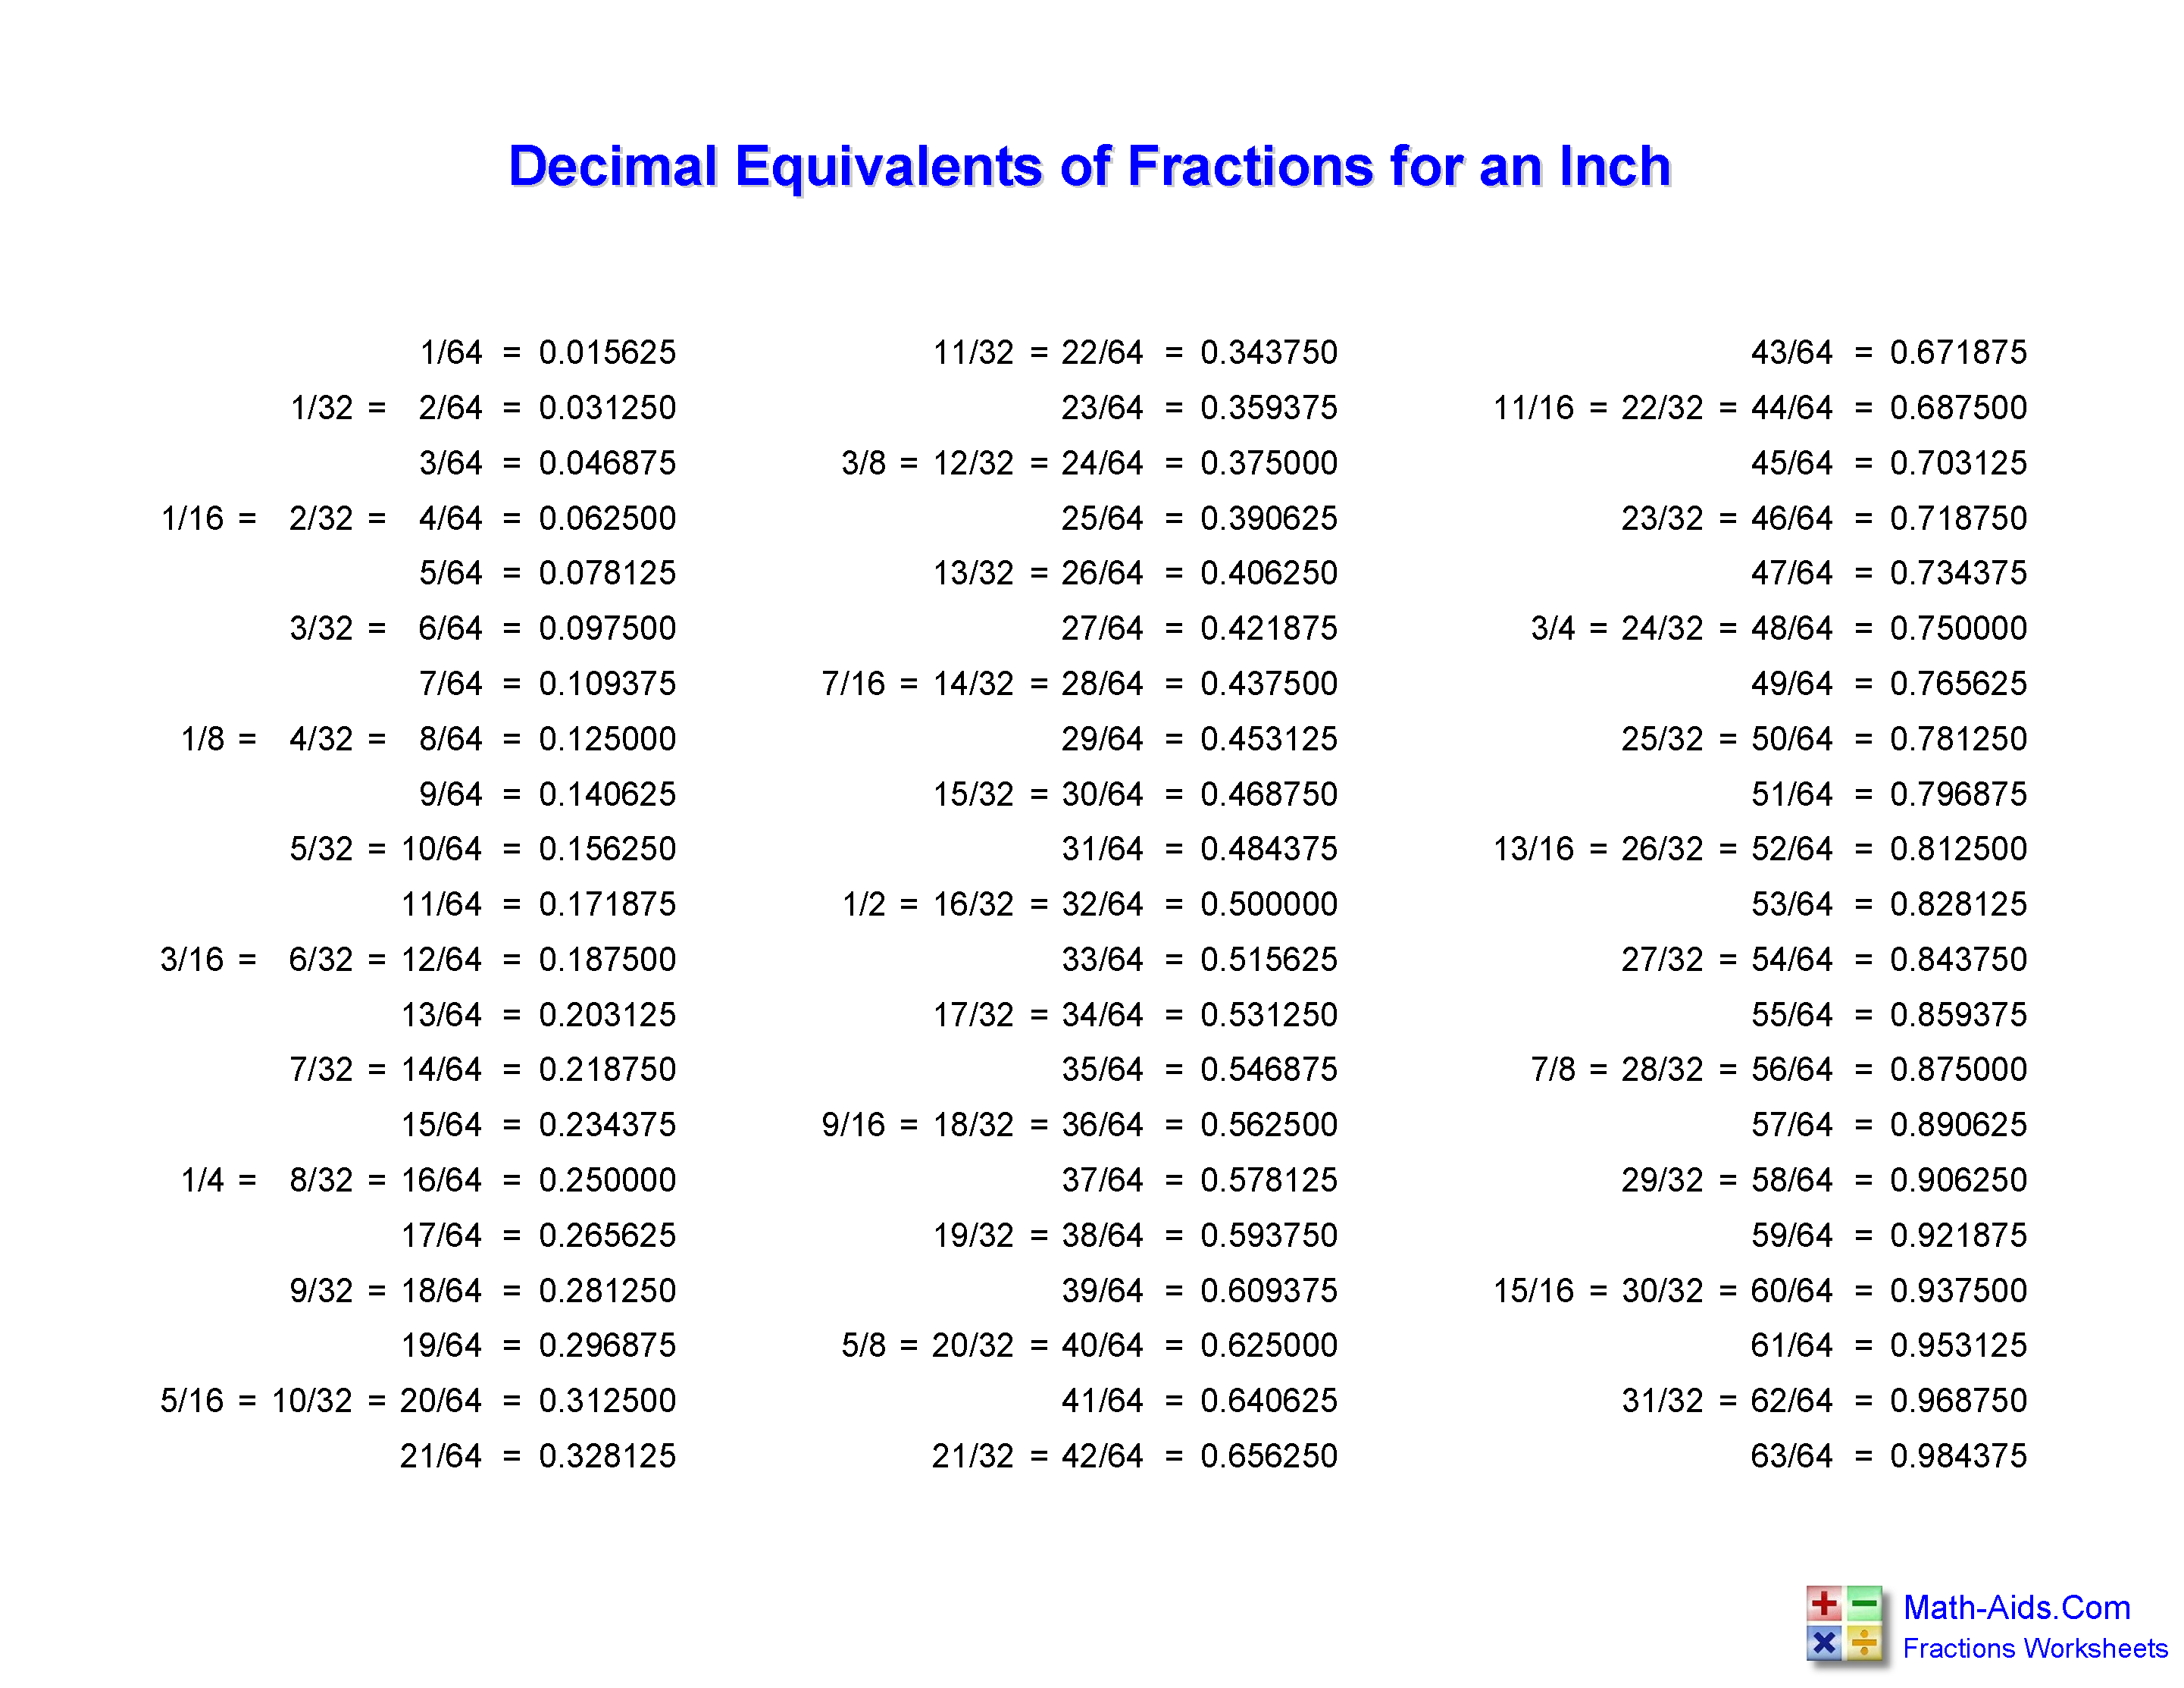 Decimal Equivalents of Fractions for an Inch
1/64 = 0.015625
1/32 = 2/64 = 0.031250
3/64 = 0.046875
1/16 = 2/32 = 4/64 = 0.062500
5/64 = 0.078125
3/32 = 6/64 = 0.097500
7/64 = 0.109375
1/8 = 4/32 = 8/64 = 0.125000
9/64 = 0.140625
5/32 = 10/64 = 0.156250
11/64 = 0.171875
3/16 = 6/32 = 12/64 = 0.187500
13/64 = 0.203125
7/32 = 14/64 = 0.218750
15/64 = 0.234375
1/4 = 8/32 = 16/64 = 0.250000
17/64 = 0.265625
9/32 = 18/64 = 0.281250
19/64 = 0.296875
5/16 = 10/32 = 20/64 = 0.312500
21/64 = 0.328125
11/32 = 22/64 = 0.343750
23/64 = 0.359375
3/8 = 12/32 = 24/64 = 0.375000
25/64 = 0.390625
13/32 = 26/64 = 0.406250
27/64 = 0.421875
7/16 = 14/32 = 28/64 = 0.437500
29/64 = 0.453125
15/32 = 30/64 = 0.468750
31/64 = 0.484375
1/2 = 16/32 = 32/64 = 0.500000
33/64 = 0.515625
17/32 = 34/64 = 0.531250
35/64 = 0.546875
9/16 = 18/32 = 36/64 = 0.562500
37/64 = 0.578125
19/32 = 38/64 = 0.593750
39/64 = 0.609375
5/8 = 20/32 = 40/64 = 0.625000
41/64 = 0.640625
21/32 = 42/64 = 0.656250
43/64 = 0.671875
11/16 = 22/32 = 44/64 = 0.687500
45/64 = 0.703125
23/32 = 46/64 = 0.718750
47/64 = 0.734375
3/4 = 24/32 = 48/64 = 0.750000
49/64 = 0.765625
25/32 = 50/64 = 0.781250
51/64 = 0.796875
13/16 = 26/32 = 52/64 = 0.812500
53/64 = 0.828125
27/32 = 54/64 = 0.843750
55/64 = 0.859375
7/8 = 28/32 = 56/64 = 0.875000
57/64 = 0.890625
29/32 = 58/64 = 0.906250
59/64 = 0.921875
15/16 = 30/32 = 60/64 = 0.937500
61/64 = 0.953125
31/32 = 62/64 = 0.968750
63/64 = 0.984375
Math-Aids.Com
Fractions Worksheets